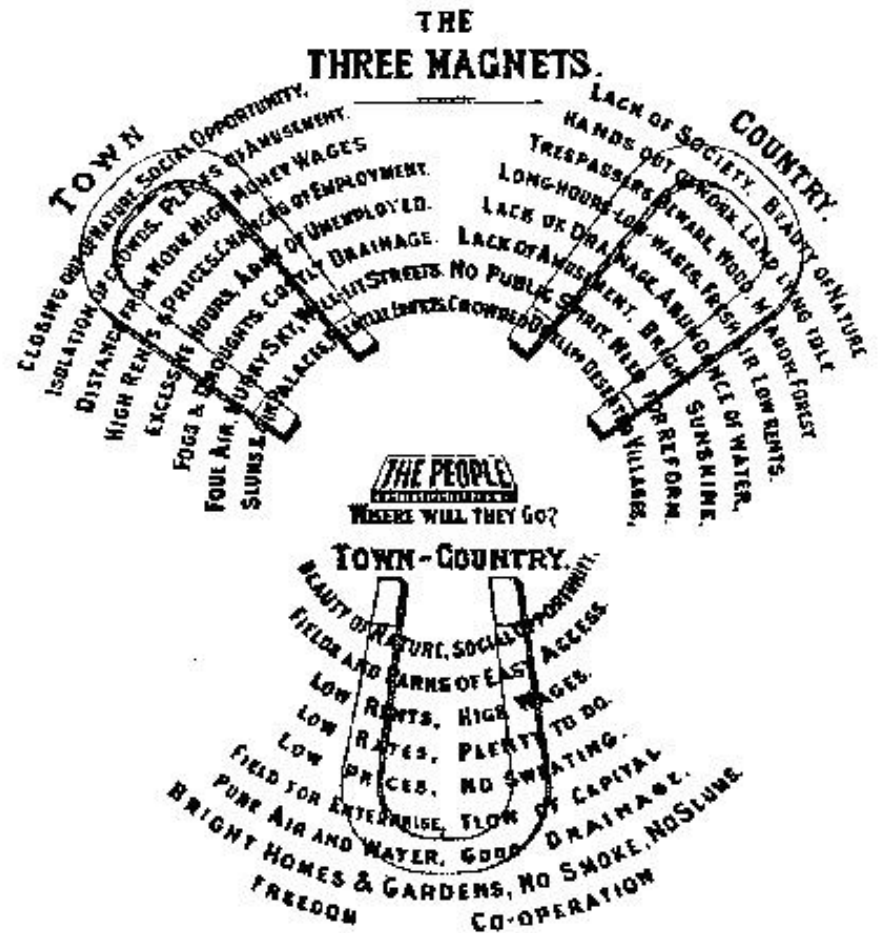 THE
THREE MAGNETS.
TOWN
CLOSING OUT OF NATURE. SOCIAL OPPORTUNITY.
ISOLATION OF CROWDS. PLACES OF AMUSEMENT.
DISTANCE FROM WORK. HIGH MONEY WAGES
HIGH RENTS & PRICES. CHANCES OF EMPLOYMENT.
EXCESSIVE HOURS. ARMY OF UNEMPLOYED.
FOGS & DROUGHTS. COSTLY DRAINAGE.
FOUL AIR. MURKY SKY. WELL-LIT STREETS.
SLUMS & GIN PALACES.
COUNTRY.
LACK OF SOCIETY. BEAUTY OF NATURE
HANDS OUT OF WORK. LAND LYING IDLE
TRESPASSERS BEWARE. WOOD, MEADOW, FOREST
LONG-HOURS-LOW WAGES. FRESH AIR LOW RENTS.
LACK OF DRAINAGE. ABUNDANCE OF WATER,
LACK OF AMUSEMENT. BRIGHT SUNSHINE,
NO PUBLIC SPIRIT. NEED FOR REFORM.
CROWDED DESERTED VILLAGES,
THE PEOPLE
WHERE WILL THEY GO?
TOWN-COUNTRY.
BEAUTY OF NATURE, SOCIAL OPPORTUNITY.
FIELDS AND PARKS OF EASY ACCESS.
LOW RENTS, HIGH WAGES.
LOW RATES, PLENTY TO DO.
LOW PRICES, NO SWEATING.
FIELD FOR ENTERPRISE, FLOW OF CAPITAL
PURE AIR AND WATER, GOOD DRAINAGE.
BRIGHT HOMES & GARDENS, NO SMOKE, NO SLUMS.
FREEDOM CO-OPERATION